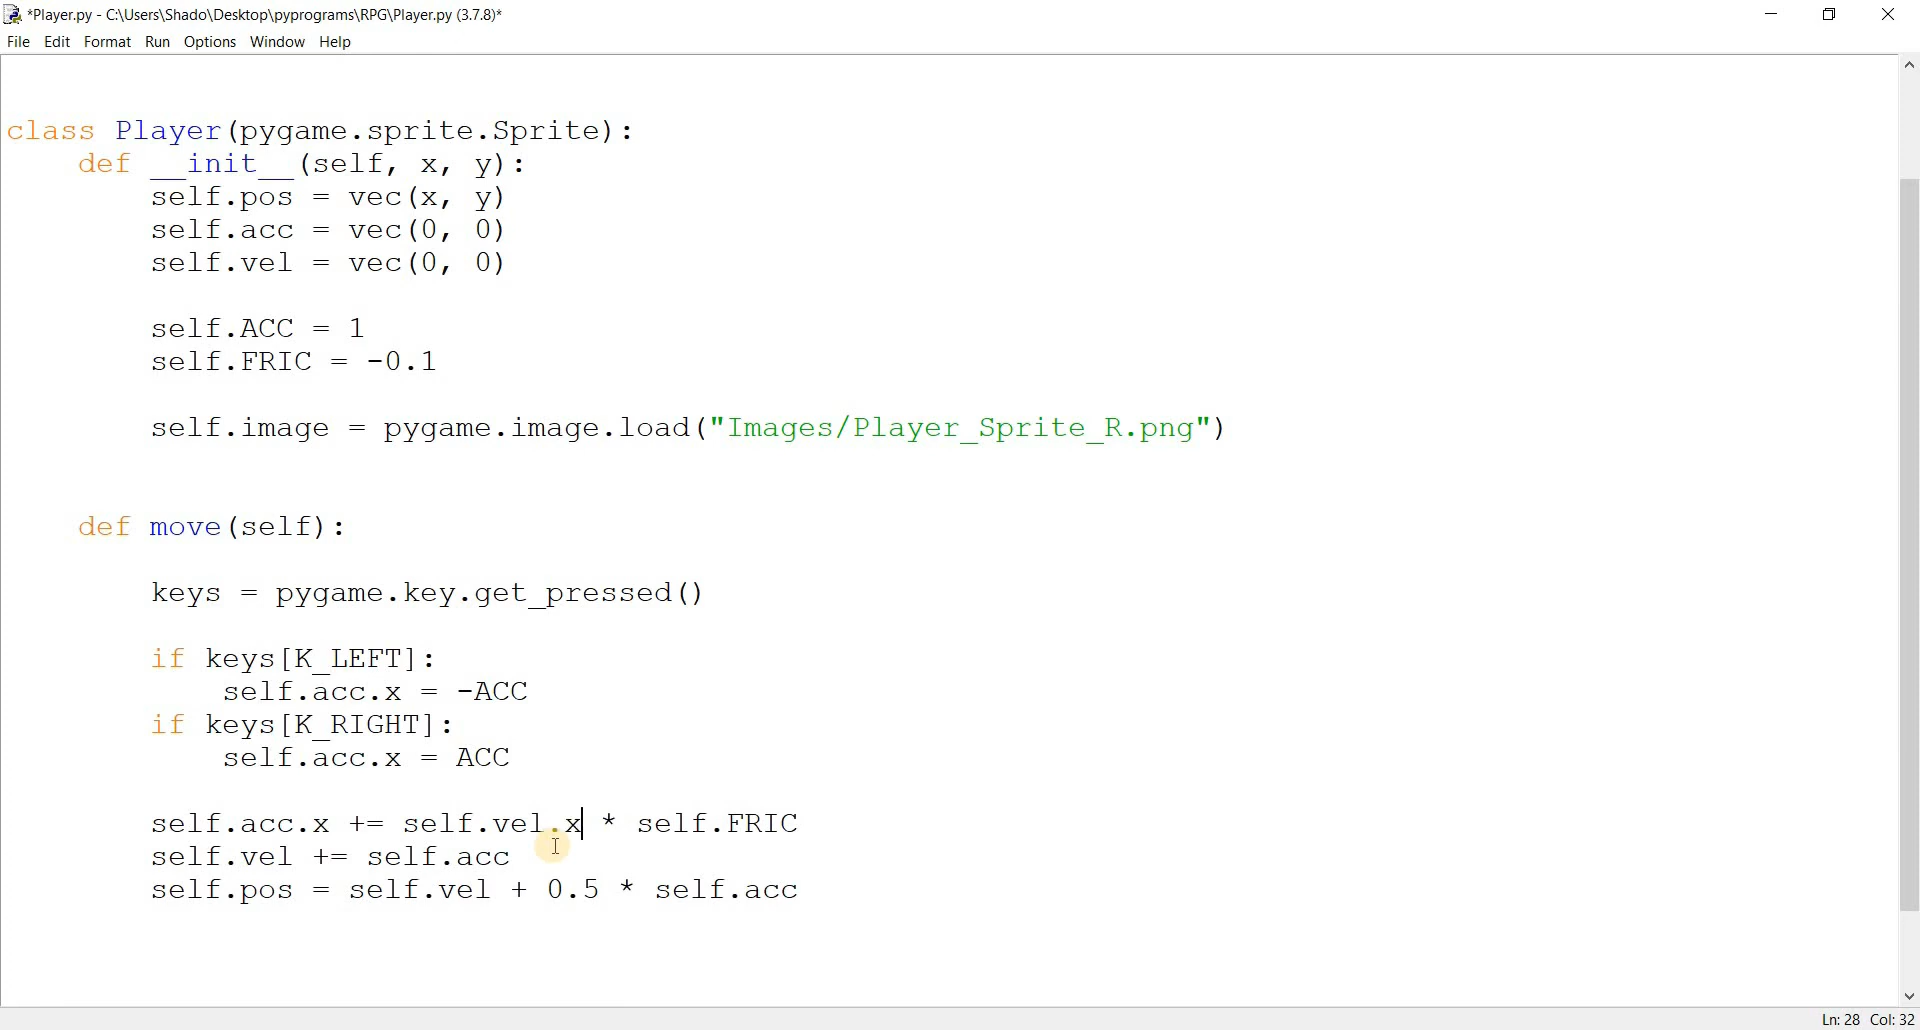 *Player.py - C:\Users\Shado\Desktop\pyprograms\RPG\Player.py (3.7.8)*
File Edit Format Run Options Window Help
class Player(pygame.sprite.Sprite):
    def __init__(self, x, y):
        self.pos = vec(x, y)
        self.acc = vec(0, 0)
        self.vel = vec(0, 0)
        self.ACC = 1
        self.FRIC = -0.1
        self.image = pygame.image.load("Images/Player_Sprite_R.png")
    def move(self):
        keys = pygame.key.get_pressed()
        if keys[K_LEFT]:
            self.acc.x = -ACC
        if keys[K_RIGHT]:
            self.acc.x = ACC
        self.acc.x += self.vel.x * self.FRIC
        self.vel += self.acc
        self.pos = self.vel + 0.5 * self.acc
Ln: 28 Col: 32